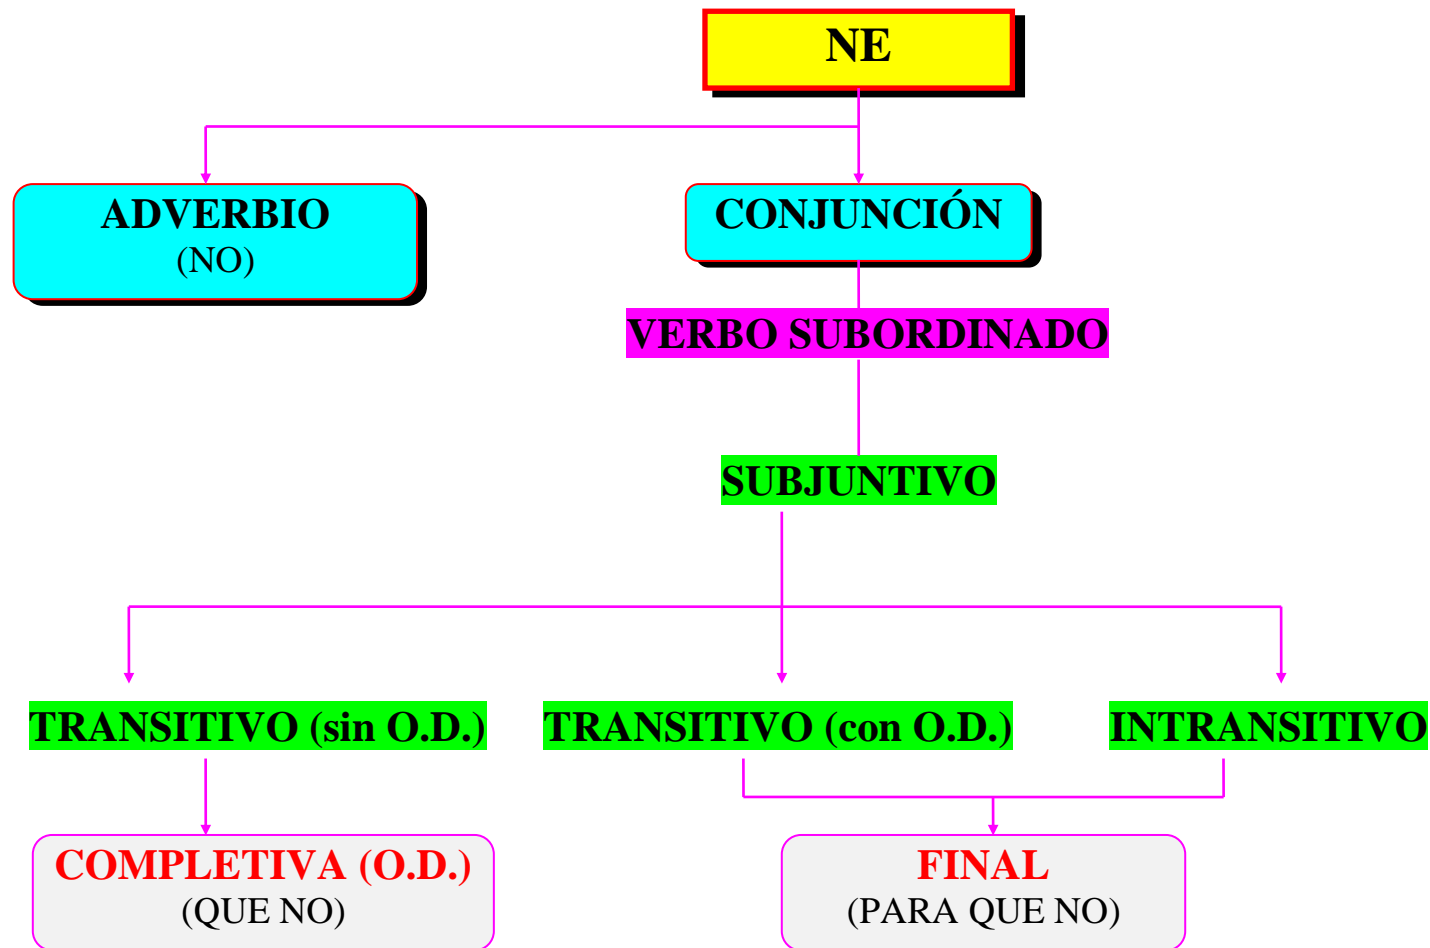 NE
ADVERBIO
(NO)
CONJUNCIÓN
VERBO SUBORDINADO
SUBJUNTIVO
TRANSITIVO (sin O.D.)
TRANSITIVO (con O.D.)
INTRANSITIVO
COMPLETIVA (O.D.)
(QUE NO)
FINAL
(PARA QUE NO)